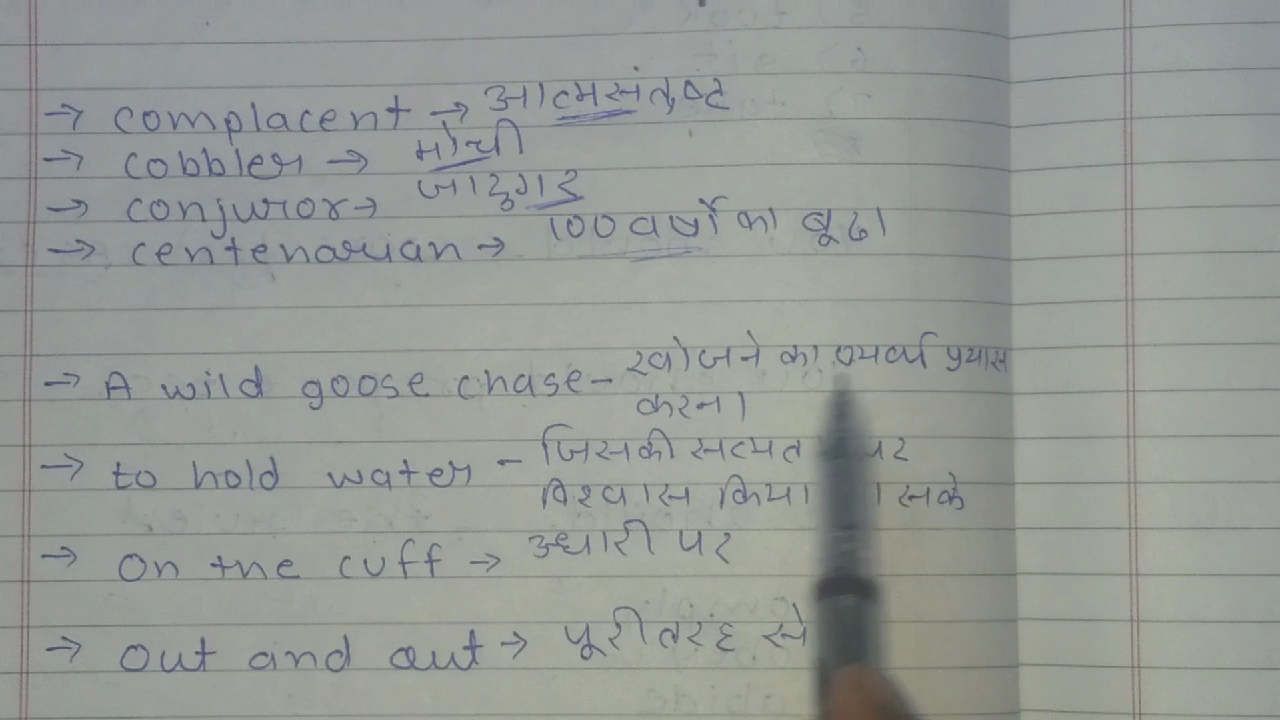 → complacent → आत्मसंतुष्ट
→ cobbler → मोची
→ conjuror → जादुगर
→ centenarian → 100 वर्षों का बूढा
→ A wild goose chase - खोजने का व्यर्थ प्रयास
करना
→ to hold water - जिसकी सत्यता पर
विश्वास किया सके
→ on the cuff → उधारी पर
→ out and out → पूरी तरह से